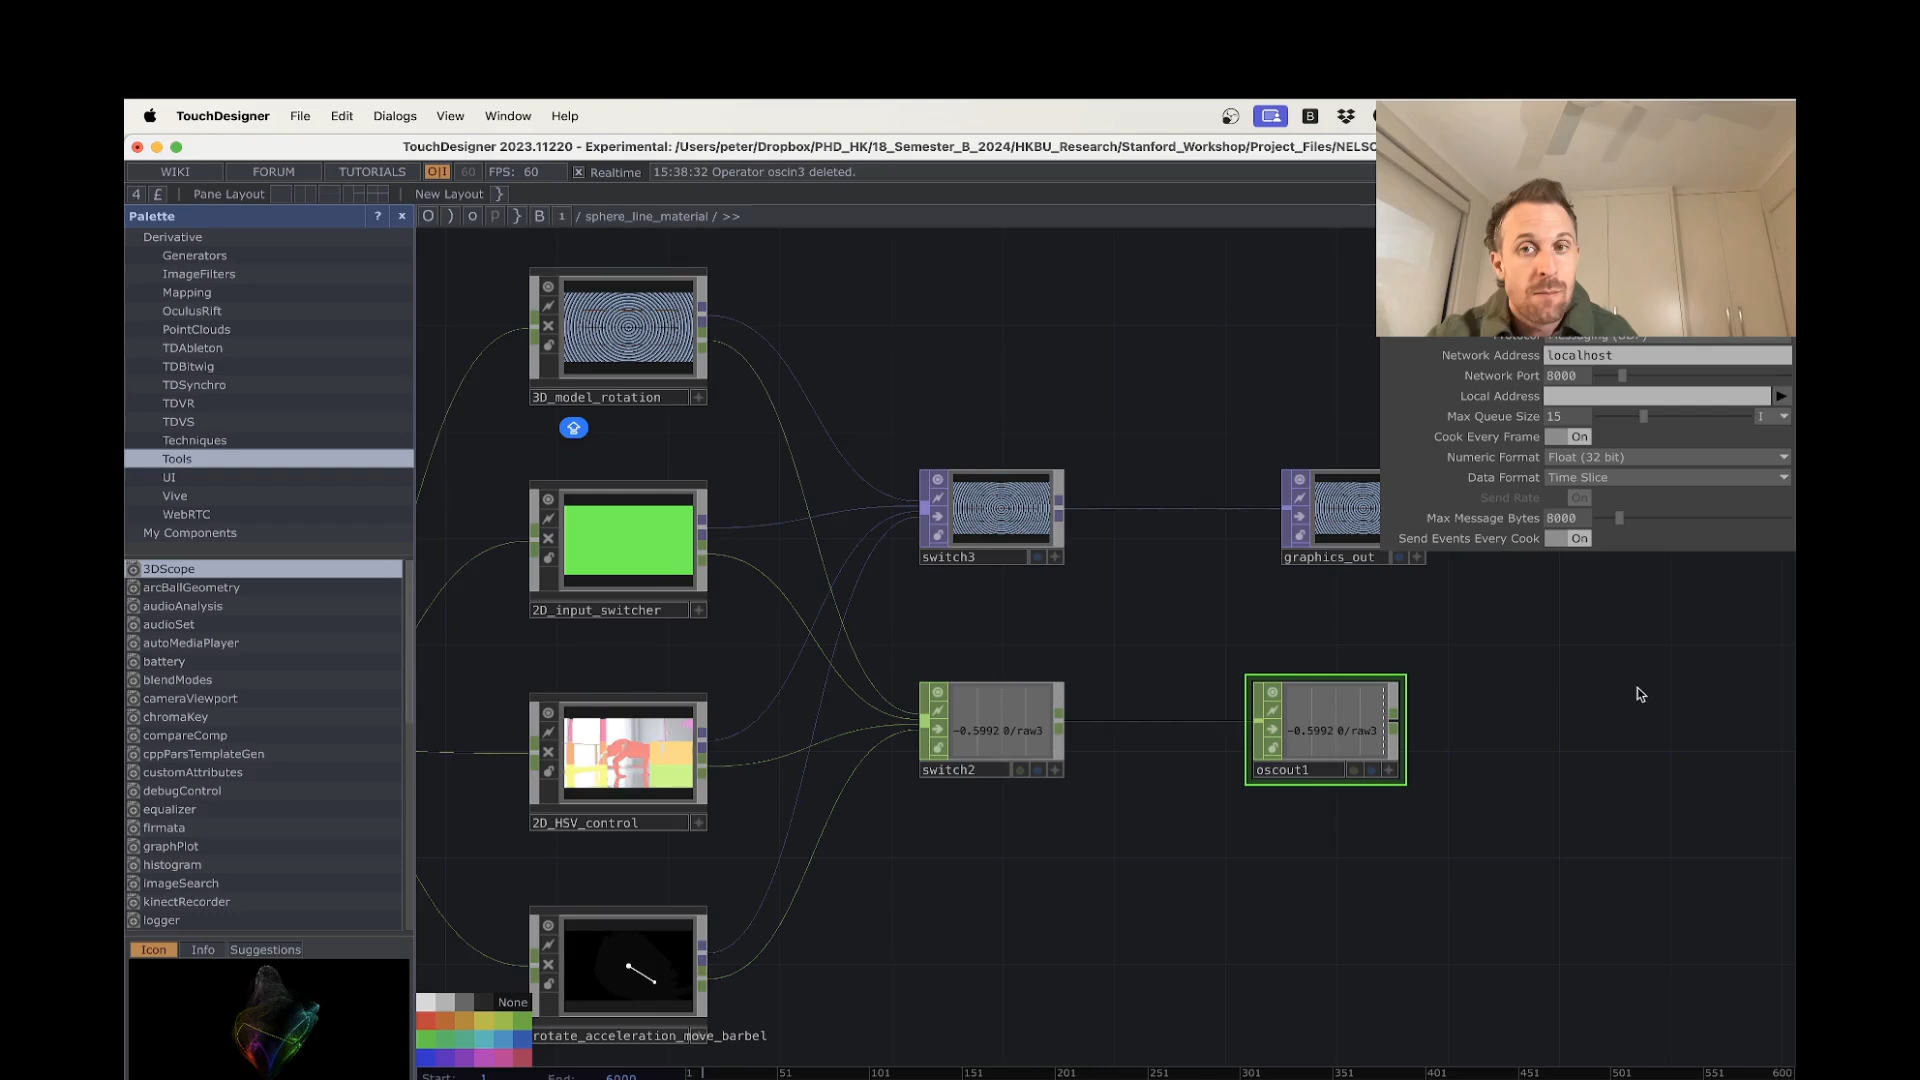 TouchDesigner File Edit Dialogs View Window Help
B
TouchDesigner 2023.11220 - Experimental: /Users/peter/Dropbox/PHD_HK/18_Semester_B_2024/HKBU_Research/Stanford_Workshop/Project_Files/NELSC
WIKI FORUM TUTORIALS O|I 60 FPS: 60 Realtime 15:38:32 Operator oscin3 deleted.
4 £ Pane Layout New Layout }
Palette ? x
/ sphere_line_material / >>
Derivative
Generators
ImageFilters
Mapping
OculusRift
PointClouds
TDAbleton
TDBitwig
TDSynchro
TDVR
TDVS
Techniques
Tools
UI
Vive
WebRTC
My Components
3DScope
arcBallGeometry
audioAnalysis
audioSet
autoMediaPlayer
battery
blendModes
cameraViewport
chromaKey
compareComp
cppParsTemplateGen
customAttributes
debugControl
equalizer
firmata
graphPlot
histogram
imageSearch
kinectRecorder
logger
Icon Info Suggestions
3D_model_rotation
2D_input_switcher
2D_HSV_control
rotate_acceleration_move_barbel
switch3
graphics_out
-0.5992 0/raw3
switch2
-0.5992 0/raw3
oscout1
Network Address localhost
Network Port 8000
Local Address
Max Queue Size 15
Cook Every Frame On
Numeric Format Float (32 bit)
Data Format Time Slice
Send Rate On
Max Message Bytes 8000
Send Events Every Cook On
None
Start: 1 End: 6000
1 51 101 151 201 251 301 351 401 451 501 551 600